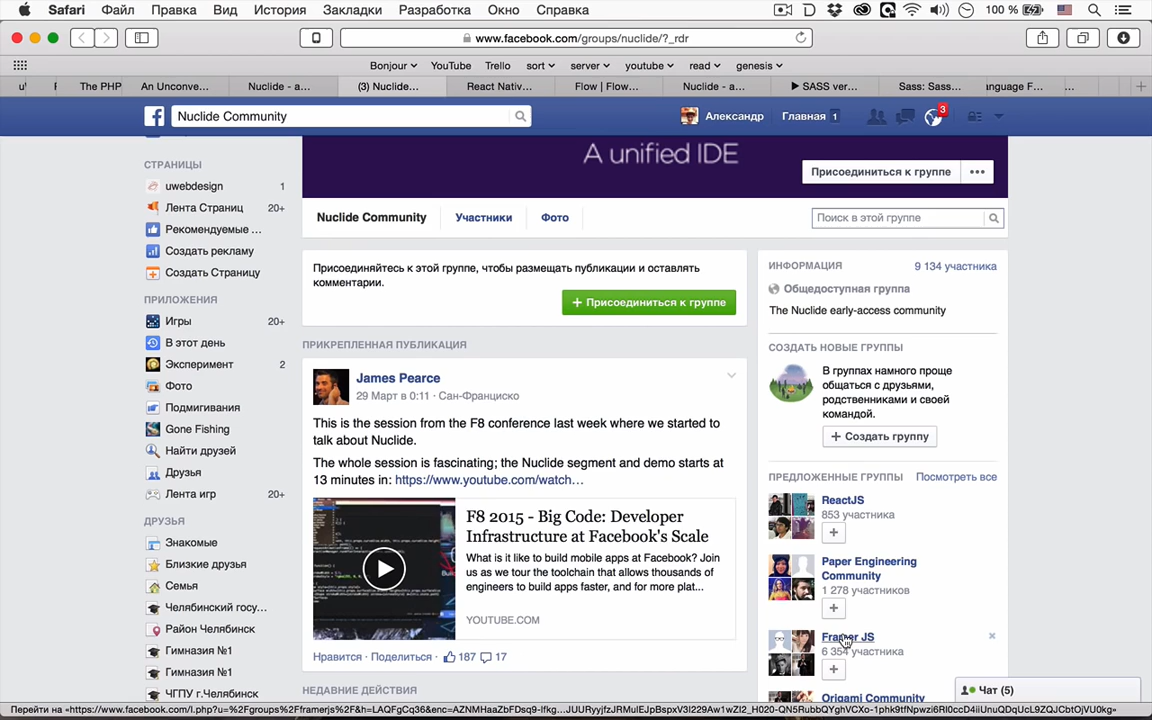 Safari Файл Правка Вид История Закладки Разработка Окно Справка 100 %
www.facebook.com/groups/nuclide/?_rdr
Bonjour YouTube Trello sort server youtube read genesis
The PHP An Unconve... Nuclide - a... (3) Nuclide... React Nativ... Flow | Flow... Nuclide - a... ▶ SASS ver... Sass: Sass... anguage F... ...
Nuclide Community Александр Главная 1 3
A unified IDE
Присоединиться к группе •••
Nuclide Community Участники Фото Поиск в этой группе
СТРАНИЦЫ
uwebdesign 1
Лента Страниц 20+
Рекомендуемые ...
Создать рекламу
Создать Страницу
ПРИЛОЖЕНИЯ
Игры 20+
В этот день
Эксперимент 2
Фото
Подмигивания
Gone Fishing
Найти друзей
Друзья
Лента игр 20+
ДРУЗЬЯ
Знакомые
Близкие друзья
Семья
Челябинский госу...
Район Челябинск
Гимназия №1
Гимназия №1
ЧГПУ г.Челябинск
Присоединяйтесь к этой группе, чтобы размещать публикации и оставлять
комментарии.
+ Присоединиться к группе
ПРИКРЕПЛЕННАЯ ПУБЛИКАЦИЯ
James Pearce
29 Март в 0:11 · Сан-Франциско
This is the session from the F8 conference last week where we started to
talk about Nuclide.
The whole session is fascinating; the Nuclide segment and demo starts at
13 minutes in: https://www.youtube.com/watch...
F8 2015 - Big Code: Developer
Infrastructure at Facebook's Scale
What is it like to build mobile apps at Facebook? Join
us as we tour the toolchain that allows thousands of
engineers to build apps faster, and for more plat...
YOUTUBE.COM
Нравится · Поделиться · 187 17
НЕДАВНИЕ ДЕЙСТВИЯ
ИНФОРМАЦИЯ 9 134 участника
Общедоступная группа
The Nuclide early-access community
СОЗДАТЬ НОВЫЕ ГРУППЫ
В группах намного проще
общаться с друзьями,
родственниками и своей
командой.
+ Создать группу
ПРЕДЛОЖЕННЫЕ ГРУППЫ Посмотреть все
ReactJS
853 участника
Paper Engineering
Community
1 278 участников
Framer JS
6 354 участника
Origami Community
Чат (5)